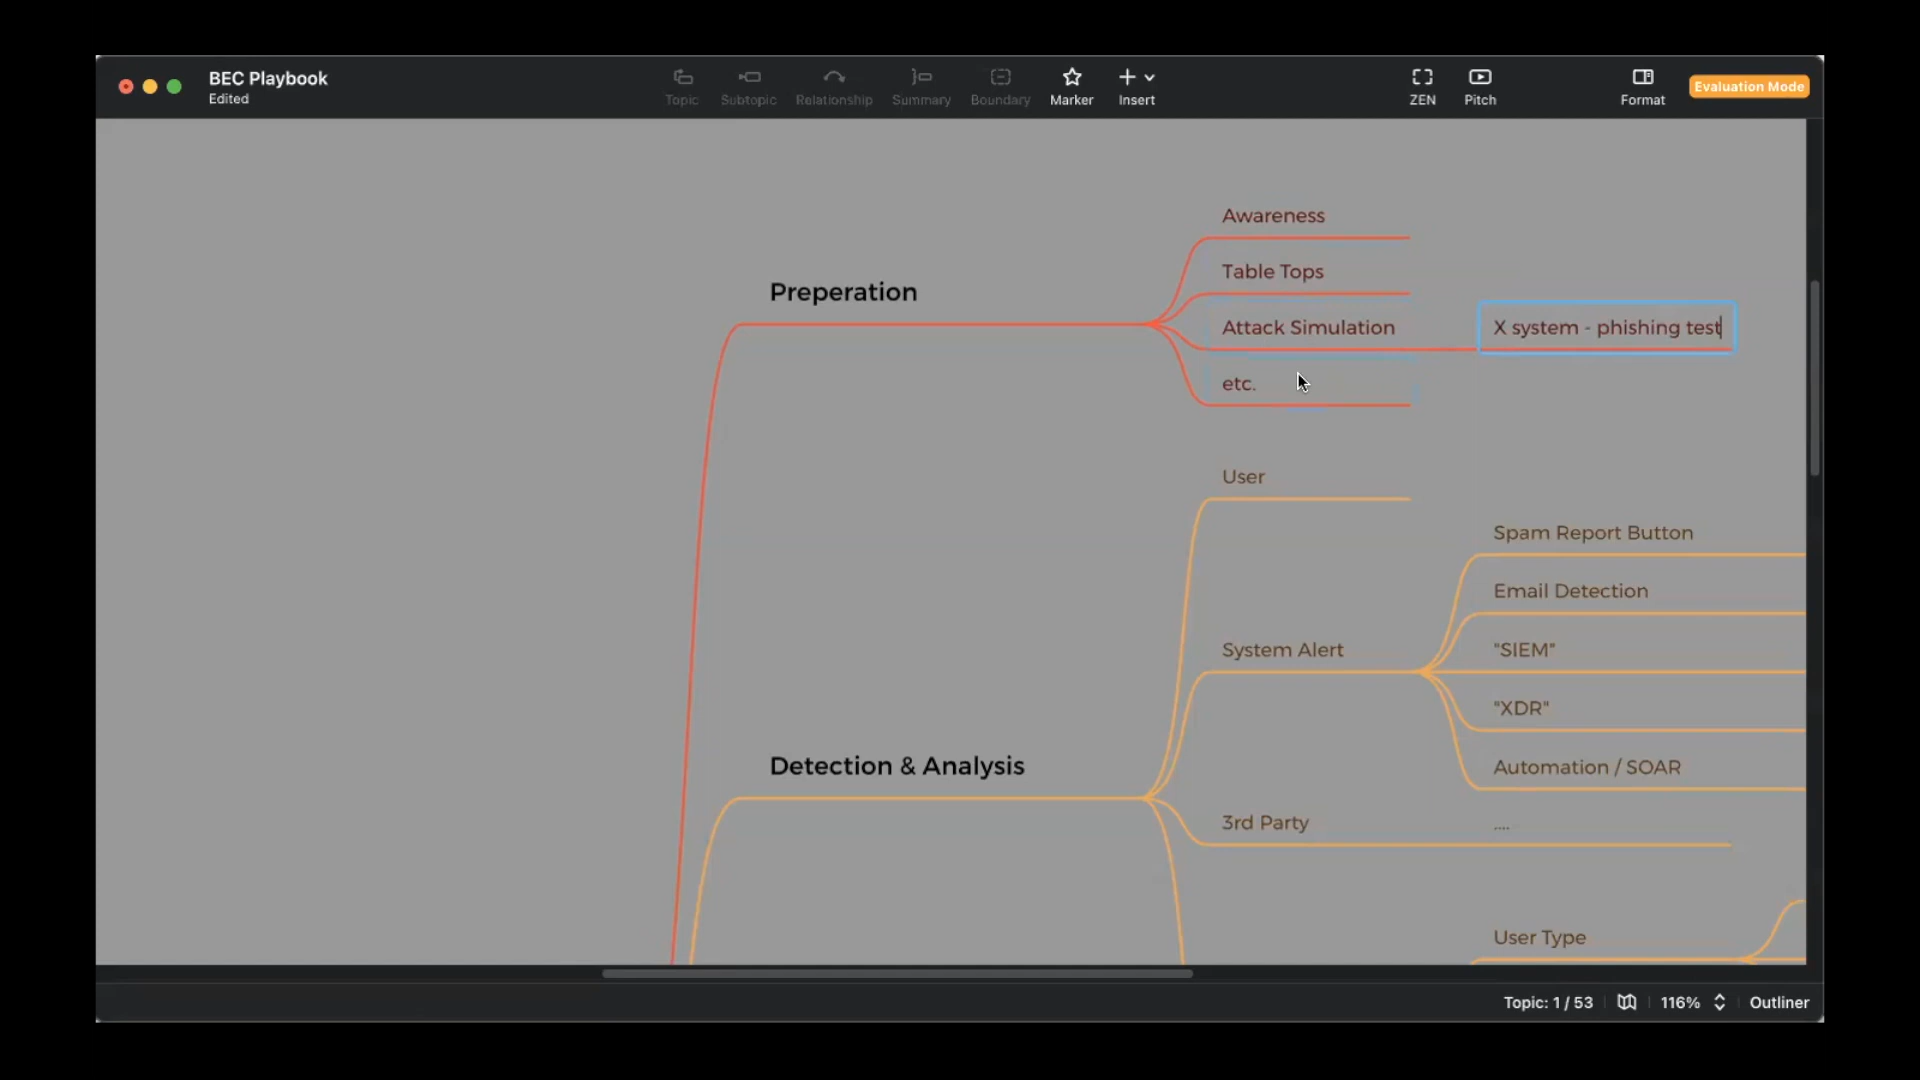 BEC Playbook
Edited
Topic
Subtopic
Relationship
Summary
Boundary
Marker
Insert
ZEN
Pitch
Format
Evaluation Mode
Preperation
Awareness
Table Tops
Attack Simulation
X system - phishing test
etc.
Detection & Analysis
User
System Alert
Spam Report Button
Email Detection
"SIEM"
"XDR"
Automation / SOAR
3rd Party
....
User Type
Topic: 1 / 53
116%
Outliner